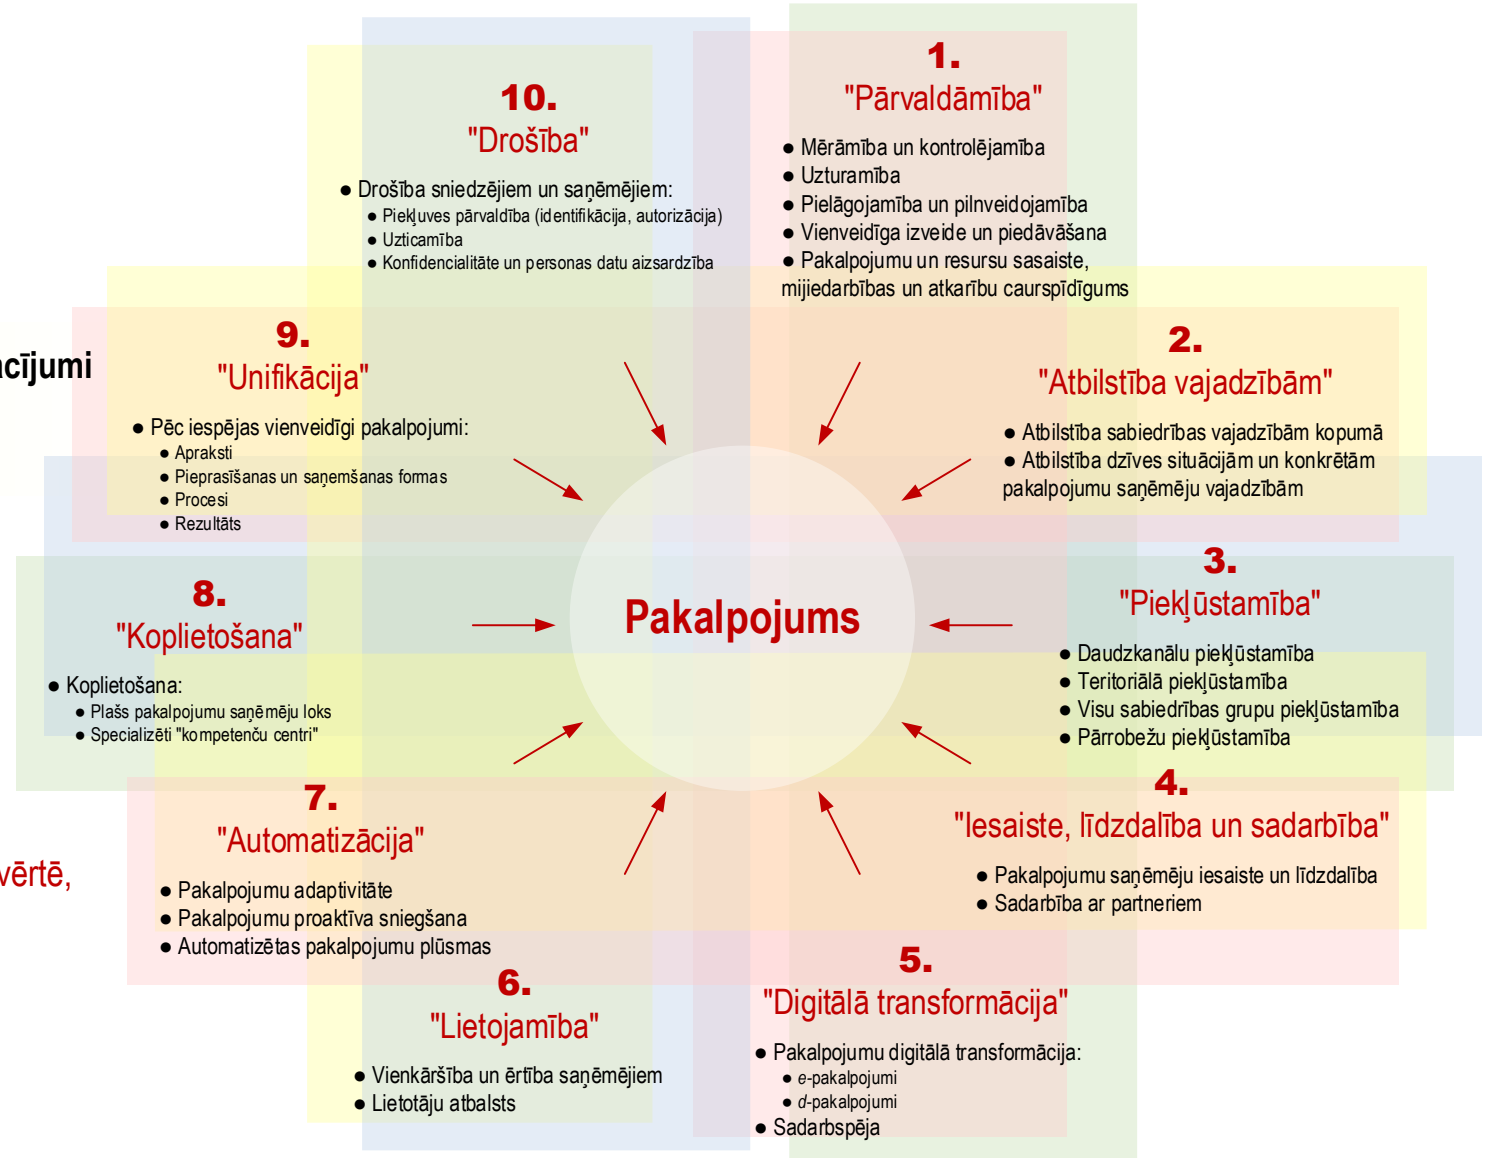 1.
"Pārvaldāmība"
● Mērāmība un kontrolējamība
● Uzturamība
● Pielāgojamība un pilnveidojamība
● Vienveidīga izveide un piedāvāšana
● Pakalpojumu un resursu sasaiste,
mijiedarbības un atkarību caurspīdīgums
2.
"Atbilstība vajadzībām"
● Atbilstība sabiedrības vajadzībām kopumā
● Atbilstība dzīves situācijām un konkrētām
pakalpojumu saņēmēju vajadzībām
3.
"Piekļūstamība"
● Daudzkanālu piekļūstamība
● Teritoriālā piekļūstamība
● Visu sabiedrības grupu piekļūstamība
● Pārrobežu piekļūstamība
4.
"Iesaiste, līdzdalība un sadarbība"
● Pakalpojumu saņēmēju iesaiste un līdzdalība
● Sadarbība ar partneriem
5.
"Digitālā transformācija"
● Pakalpojumu digitālā transformācija:
● e-pakalpojumi
● d-pakalpojumi
● Sadarbspēja
6.
"Lietojamība"
● Vienkāršība un ērtība saņēmējiem
● Lietotāju atbalsts
7.
"Automatizācija"
● Pakalpojumu adaptivitāte
● Pakalpojumu proaktīva sniegšana
● Automatizētas pakalpojumu plūsmas
8.
"Koplietošana"
● Koplietošana:
● Plašs pakalpojumu saņēmēju loks
● Specializēti "kompetenču centri"
9.
"Unifikācija"
● Pēc iespējas vienveidīgi pakalpojumi:
● Apraksti
● Pieprasīšanas un saņemšanas formas
● Procesi
● Rezultāts
10.
"Drošība"
● Drošība sniedzējiem un saņēmējiem:
● Piekļuves pārvaldība (identifikācija, autorizācija)
● Uzticamība
● Konfidencialitāte un personas datu aizsardzība
Pakalpojums
cījumi
vērtē,